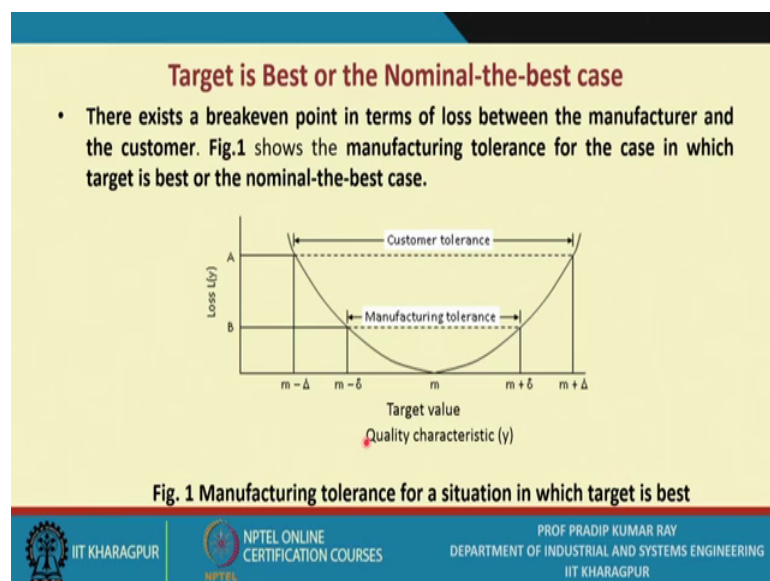 Target is Best or the Nominal-the-best case
• There exists a breakeven point in terms of loss between the manufacturer and
the customer. Fig.1 shows the manufacturing tolerance for the case in which
target is best or the nominal-the-best case.
Customer tolerance
A
Loss L(y)
Manufacturing tolerance
B
m – Δ m – δ m m + δ m + Δ
Target value
Quality characteristic (y)
Fig. 1 Manufacturing tolerance for a situation in which target is best
IIT KHARAGPUR
NPTEL ONLINE
CERTIFICATION COURSES
NPTEL
PROF PRADIP KUMAR RAY
DEPARTMENT OF INDUSTRIAL AND SYSTEMS ENGINEERING
IIT KHARAGPUR